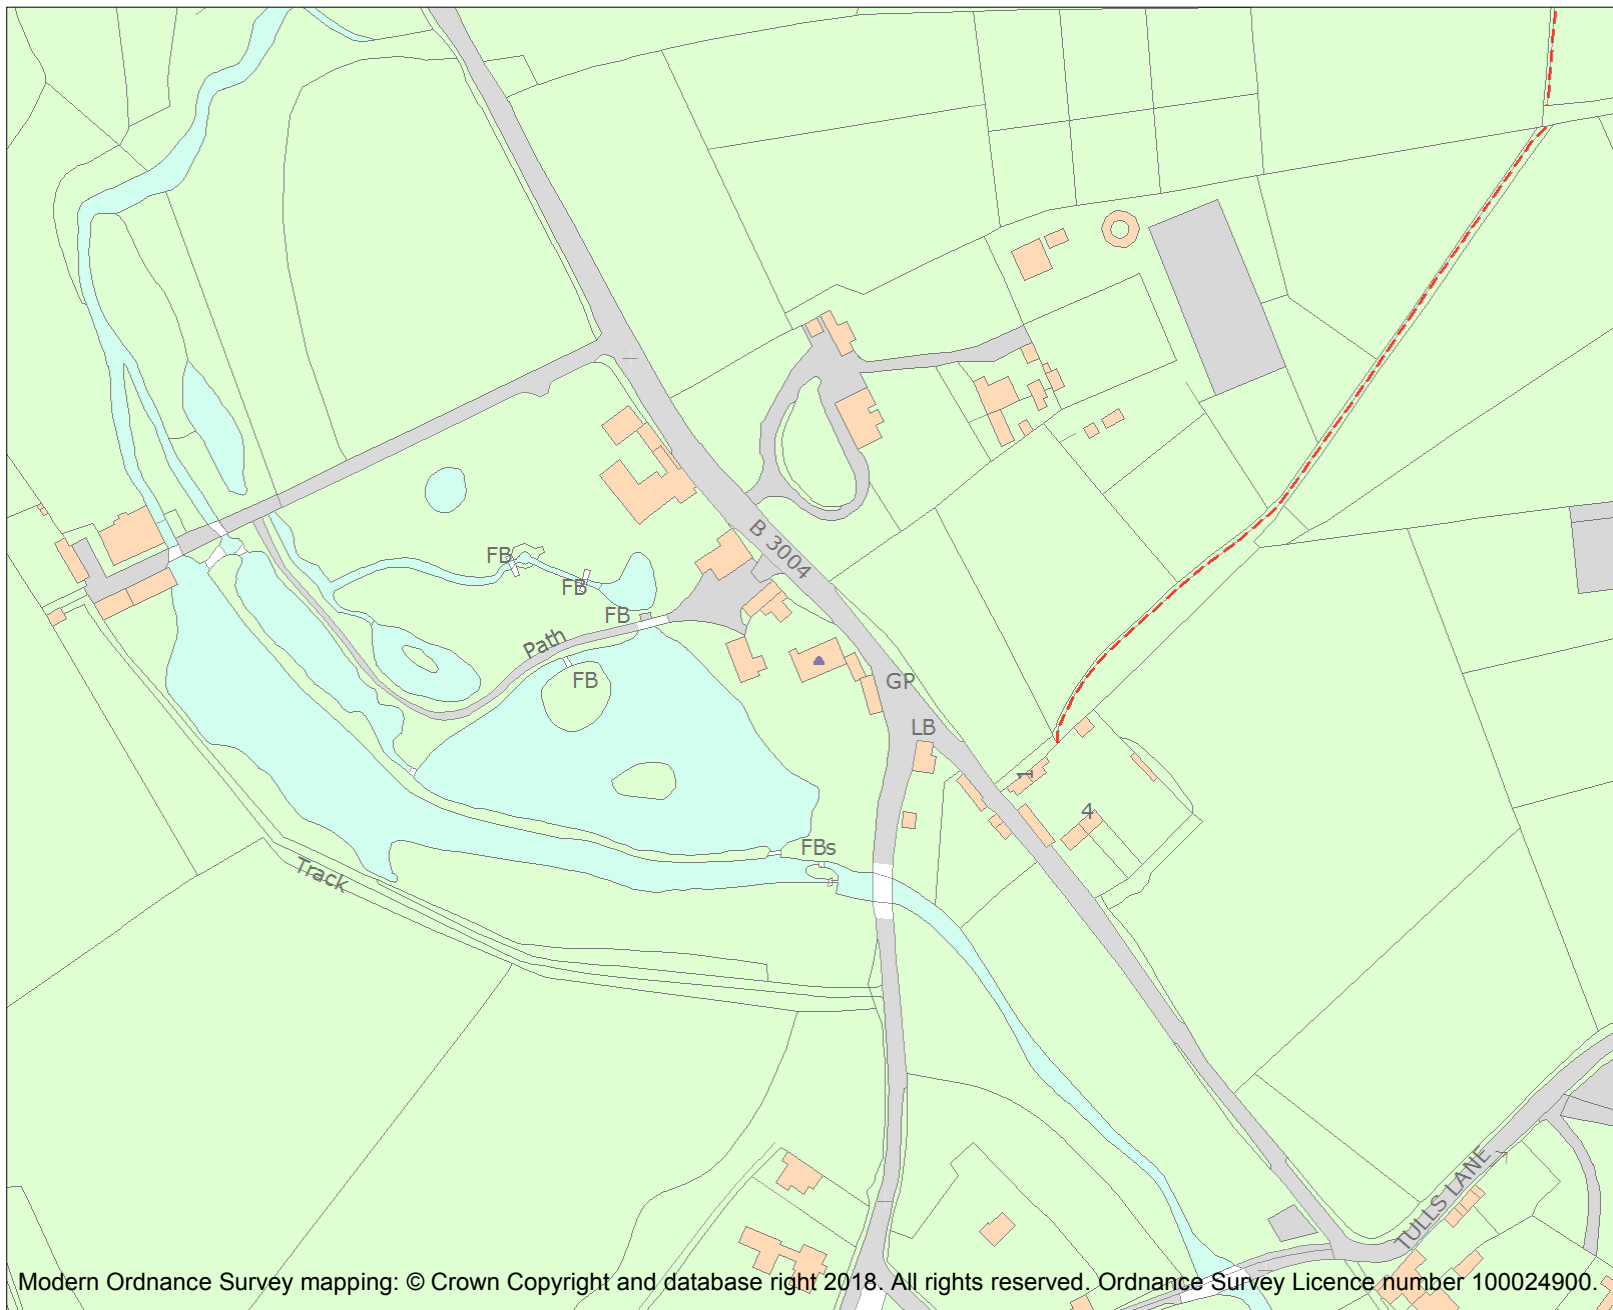 B 3004
FB
FB
FB
Path
FB
GP
LB
1
4
FBs
Track
TULLS LANE
Modern Ordnance Survey mapping: © Crown Copyright and database right 2018. All rights reserved. Ordnance Survey Licence number 100024900.